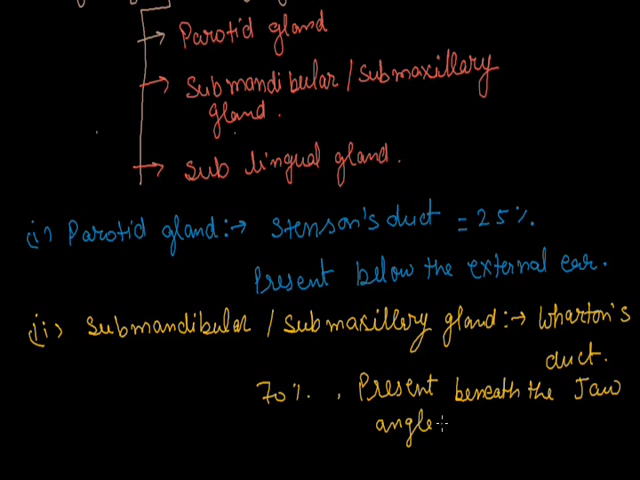 → Parotid gland
→ Submandibular / Submaxillary
gland.
→ Sub lingual gland.
(i) Parotid gland :→ Stenson's duct = 25%.
Present below the external ear.
(ii) Submandibular / Submaxillary gland :→ Wharton's
duct.
70%. , Present beneath the Jaw
angle